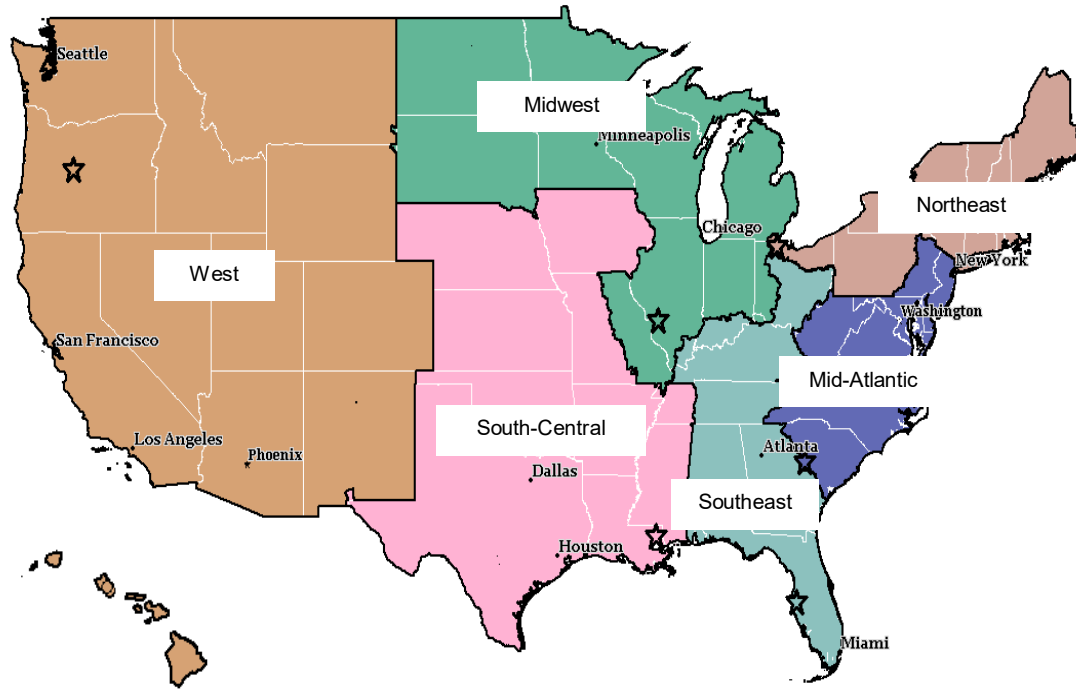 Seattle
Midwest
Minneapolis
Northeast
Chicago
New York
West
Washington
San Francisco
Mid-Atlantic
South-Central
Los Angeles
Atlanta
Phoenix
Dallas
Southeast
Houston
Miami